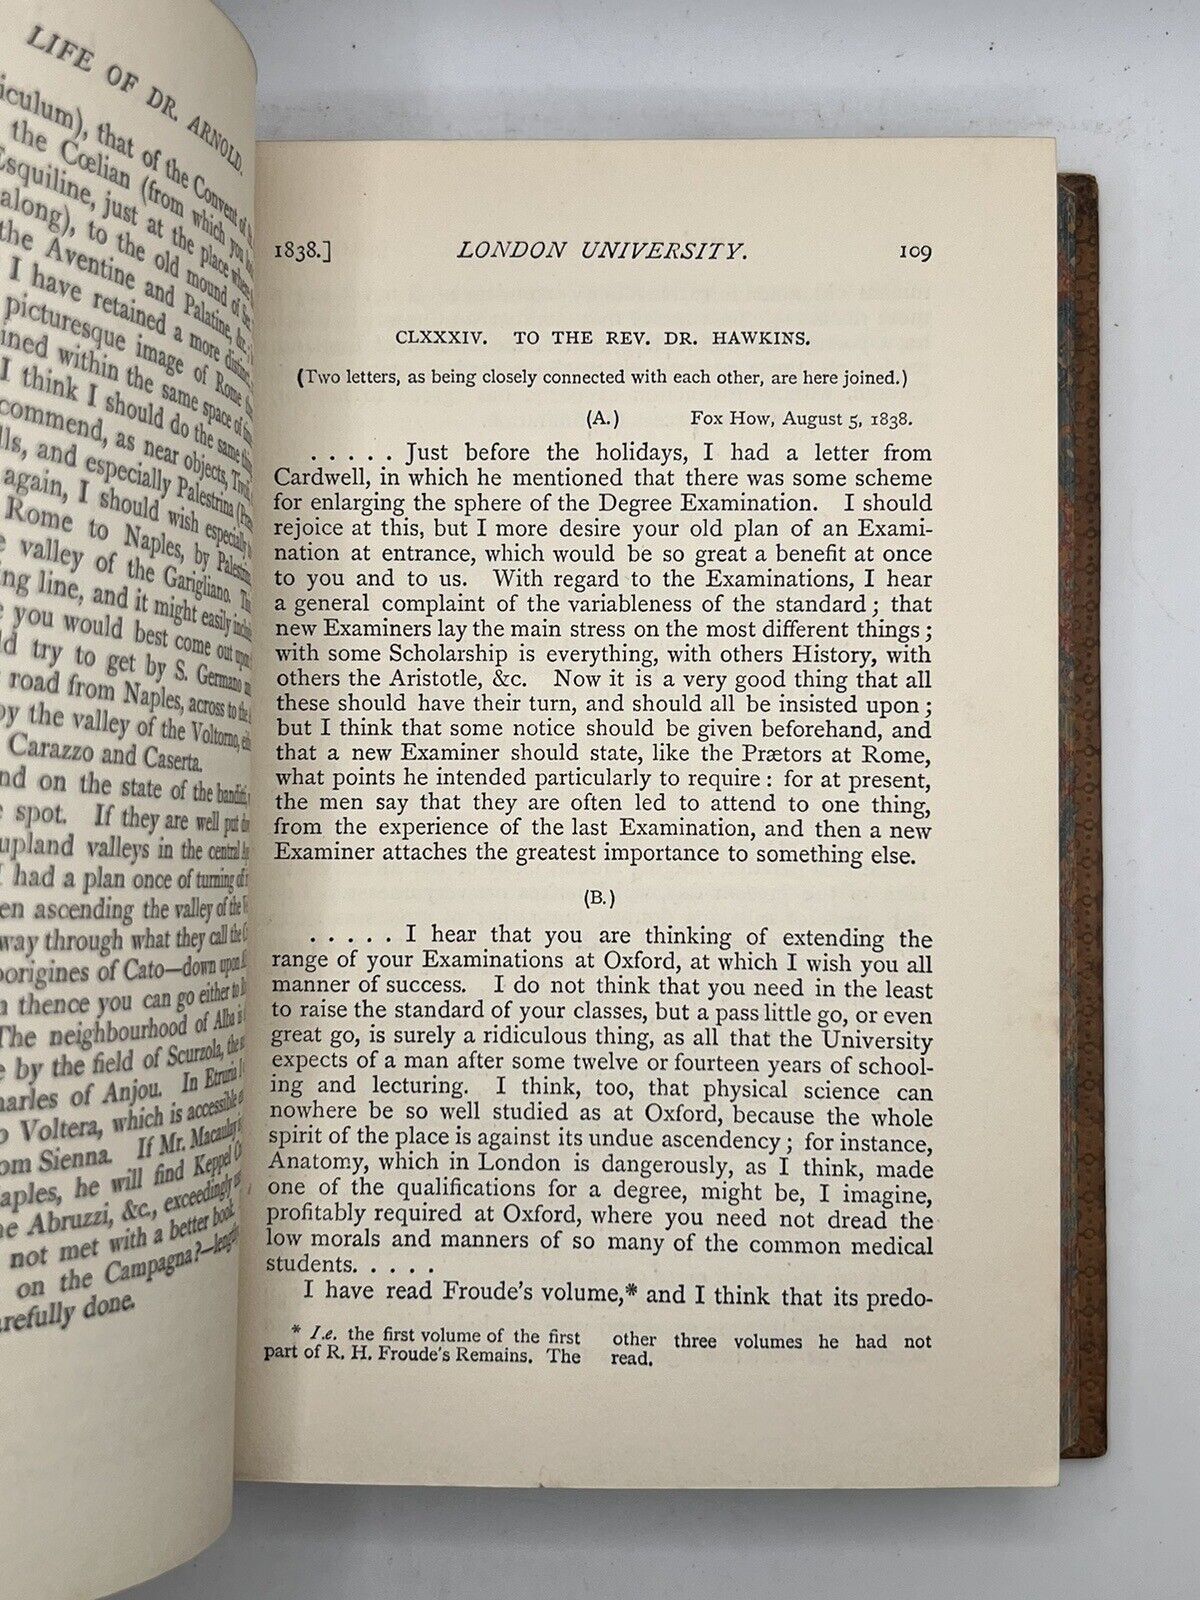 LIFE OF DR. ARNOLD.
that of the Convent of
the Cœlian (from which you
just at the place where
along), to the old mound of
the Aventine and Palatine, &c.;
I have retained a more
picturesque image of Rome
within the same space of
I think I should do the same
as near objects,
and especially Palestrina
again, I should wish especially
Rome to Naples, by
valley of the Garigliano.
line, and it might easily
you would best come out upon
try to get by S. Germano
road from Naples, across to the
by the valley of the Volturno,
Carazzo and Caserta.
on the state of the banditti,
spot. If they are well put
upland valleys in the central
I had a plan once of turning off
ascending the valley of the
way through what they call the
of Cato—down upon
thence you can go either to
The neighbourhood of Alba is
by the field of Scurzola, the
of Anjou. In Etruria I
Voltera, which is accessible
Sienna. If Mr. Macaulay
he will find Keppel
Abruzzi, &c., exceedingly
not met with a better book
on the Campagna?—
done.
1838.] LONDON UNIVERSITY. 109
CLXXXIV. TO THE REV. DR. HAWKINS.
(Two letters, as being closely connected with each other, are here joined.)
(A.) Fox How, August 5, 1838.
. . . . . Just before the holidays, I had a letter from
Cardwell, in which he mentioned that there was some scheme
for enlarging the sphere of the Degree Examination. I should
rejoice at this, but I more desire your old plan of an Exami-
nation at entrance, which would be so great a benefit at once
to you and to us. With regard to the Examinations, I hear
a general complaint of the variableness of the standard; that
new Examiners lay the main stress on the most different things;
with some Scholarship is everything, with others History, with
others the Aristotle, &c. Now it is a very good thing that all
these should have their turn, and should all be insisted upon;
but I think that some notice should be given beforehand, and
that a new Examiner should state, like the Prætors at Rome,
what points he intended particularly to require: for at present,
the men say that they are often led to attend to one thing,
from the experience of the last Examination, and then a new
Examiner attaches the greatest importance to something else.
(B.)
. . . . . I hear that you are thinking of extending the
range of your Examinations at Oxford, at which I wish you all
manner of success. I do not think that you need in the least
to raise the standard of your classes, but a pass little go, or even
great go, is surely a ridiculous thing, as all that the University
expects of a man after some twelve or fourteen years of school-
ing and lecturing. I think, too, that physical science can
nowhere be so well studied as at Oxford, because the whole
spirit of the place is against its undue ascendency; for instance,
Anatomy, which in London is dangerously, as I think, made
one of the qualifications for a degree, might be, I imagine,
profitably required at Oxford, where you need not dread the
low morals and manners of so many of the common medical
students. . . . .
I have read Froude's volume,* and I think that its predo-
* I.e. the first volume of the first
part of R. H. Froude's Remains. The
other three volumes he had not
read.